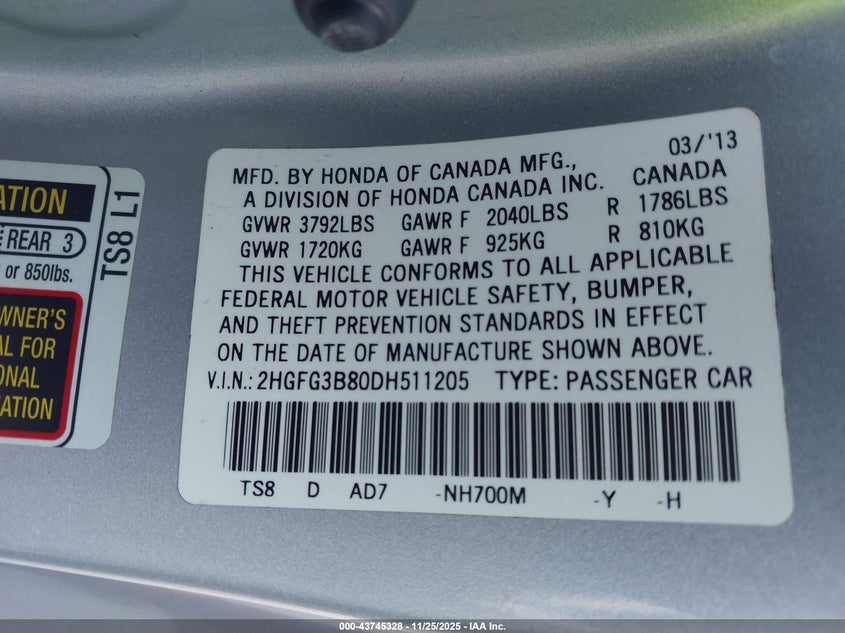 ATION
REAR 3
or 850lbs.
WNER'S
AL FOR
ONAL
ATION
TS8 L1
03/'13
MFD. BY HONDA OF CANADA MFG.,
A DIVISION OF HONDA CANADA INC. CANADA
GVWR 3792LBS GAWR F 2040LBS R 1786LBS
GVWR 1720KG GAWR F 925KG R 810KG
THIS VEHICLE CONFORMS TO ALL APPLICABLE
FEDERAL MOTOR VEHICLE SAFETY, BUMPER,
AND THEFT PREVENTION STANDARDS IN EFFECT
ON THE DATE OF MANUFACTURE SHOWN ABOVE.
V.I.N.: 2HGFG3B80DH511205 TYPE: PASSENGER CAR
TS8 D AD7 -NH700M -Y -H
000-43745328 - 11/25/2025 - IAA Inc.